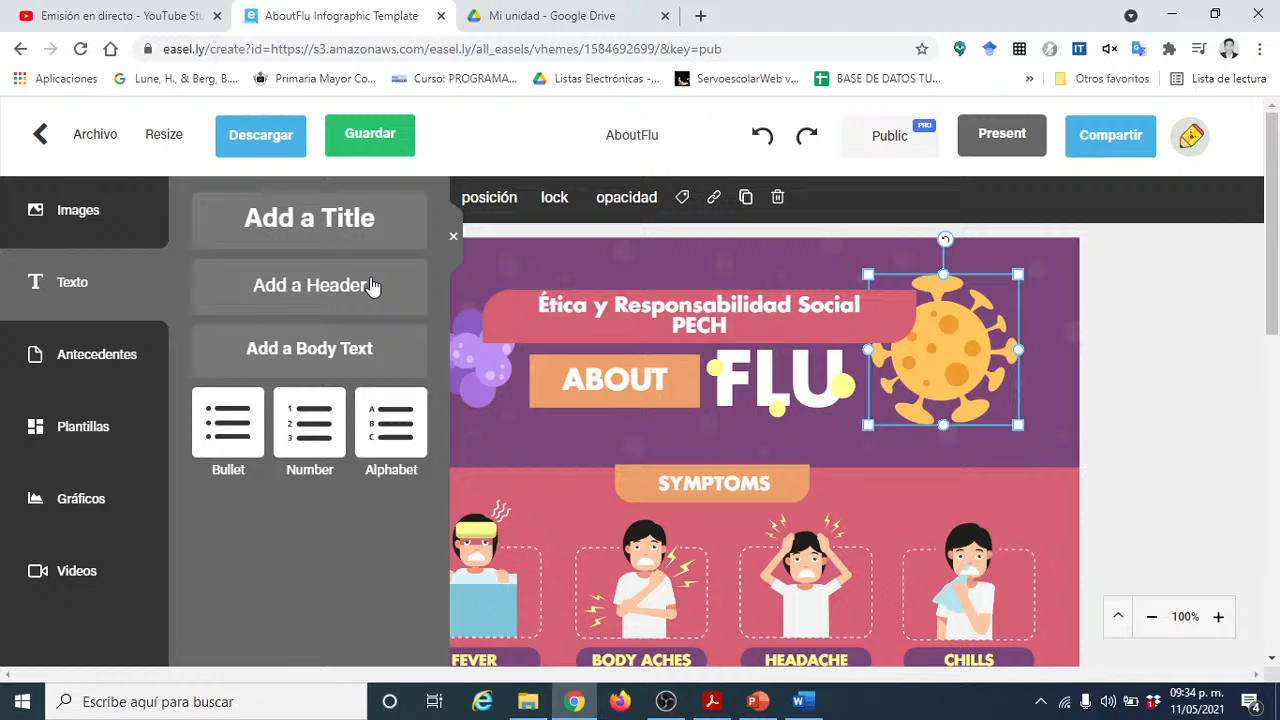 Emisión en directo - YouTube Stu
AboutFlu Infographic Template
Mi unidad - Google Drive
easel.ly/create?id=https://s3.amazonaws.com/easel.ly/all_easels/vhemes/1584692699/&key=pub
Aplicaciones
Lune, H., & Berg, B....
Primaria Mayor Co...
Curso: PROGRAMA...
Listas Electrónicas -...
SemsescolarWeb v...
BASE DE DATOS TU...
»
Otros favoritos
Lista de lectura
Archivo
Resize
Descargar
Guardar
AboutFlu
Public
PRO
Present
Compartir
Images
Texto
Antecedentes
Plantillas
Gráficos
Videos
Add a Title
Add a Header
Add a Body Text
1
2
3
A
B
C
Bullet
Number
Alphabet
posición
lock
opacidad
Ética y Responsabilidad Social
PECH
ABOUT
FLU
SYMPTOMS
FEVER
BODY ACHES
HEADACHE
CHILLS
100%
Escribe aquí para buscar
09:34 p. m.
11/05/2021
4